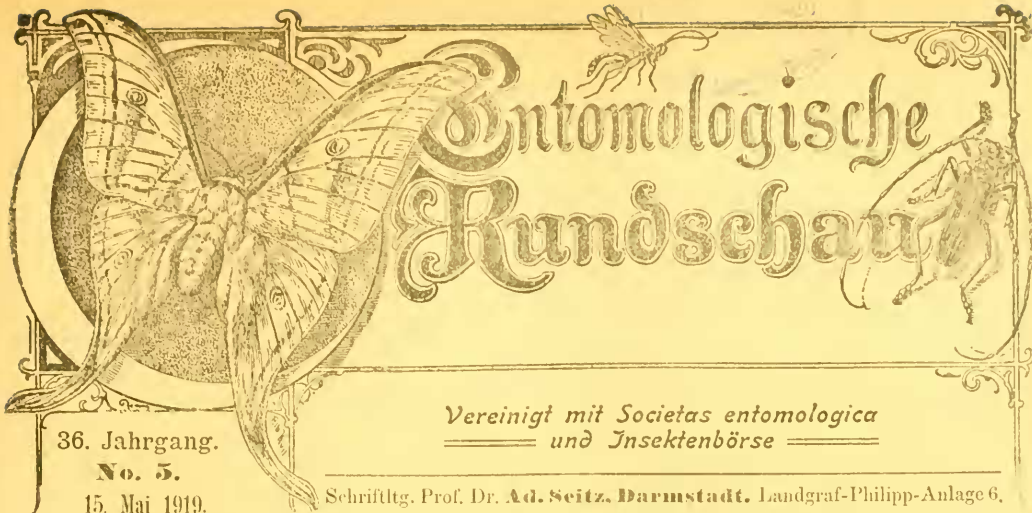 Entomologische
Rundschau
Vereinigt mit Societas entomologica
und Insektenbörse
36. Jahrgang.
No. 5.
15. Mai 1919.
Schriftltg. Prof. Dr. Ad. Seitz, Darmstadt. Landgraf-Philipp-Anlage 6.